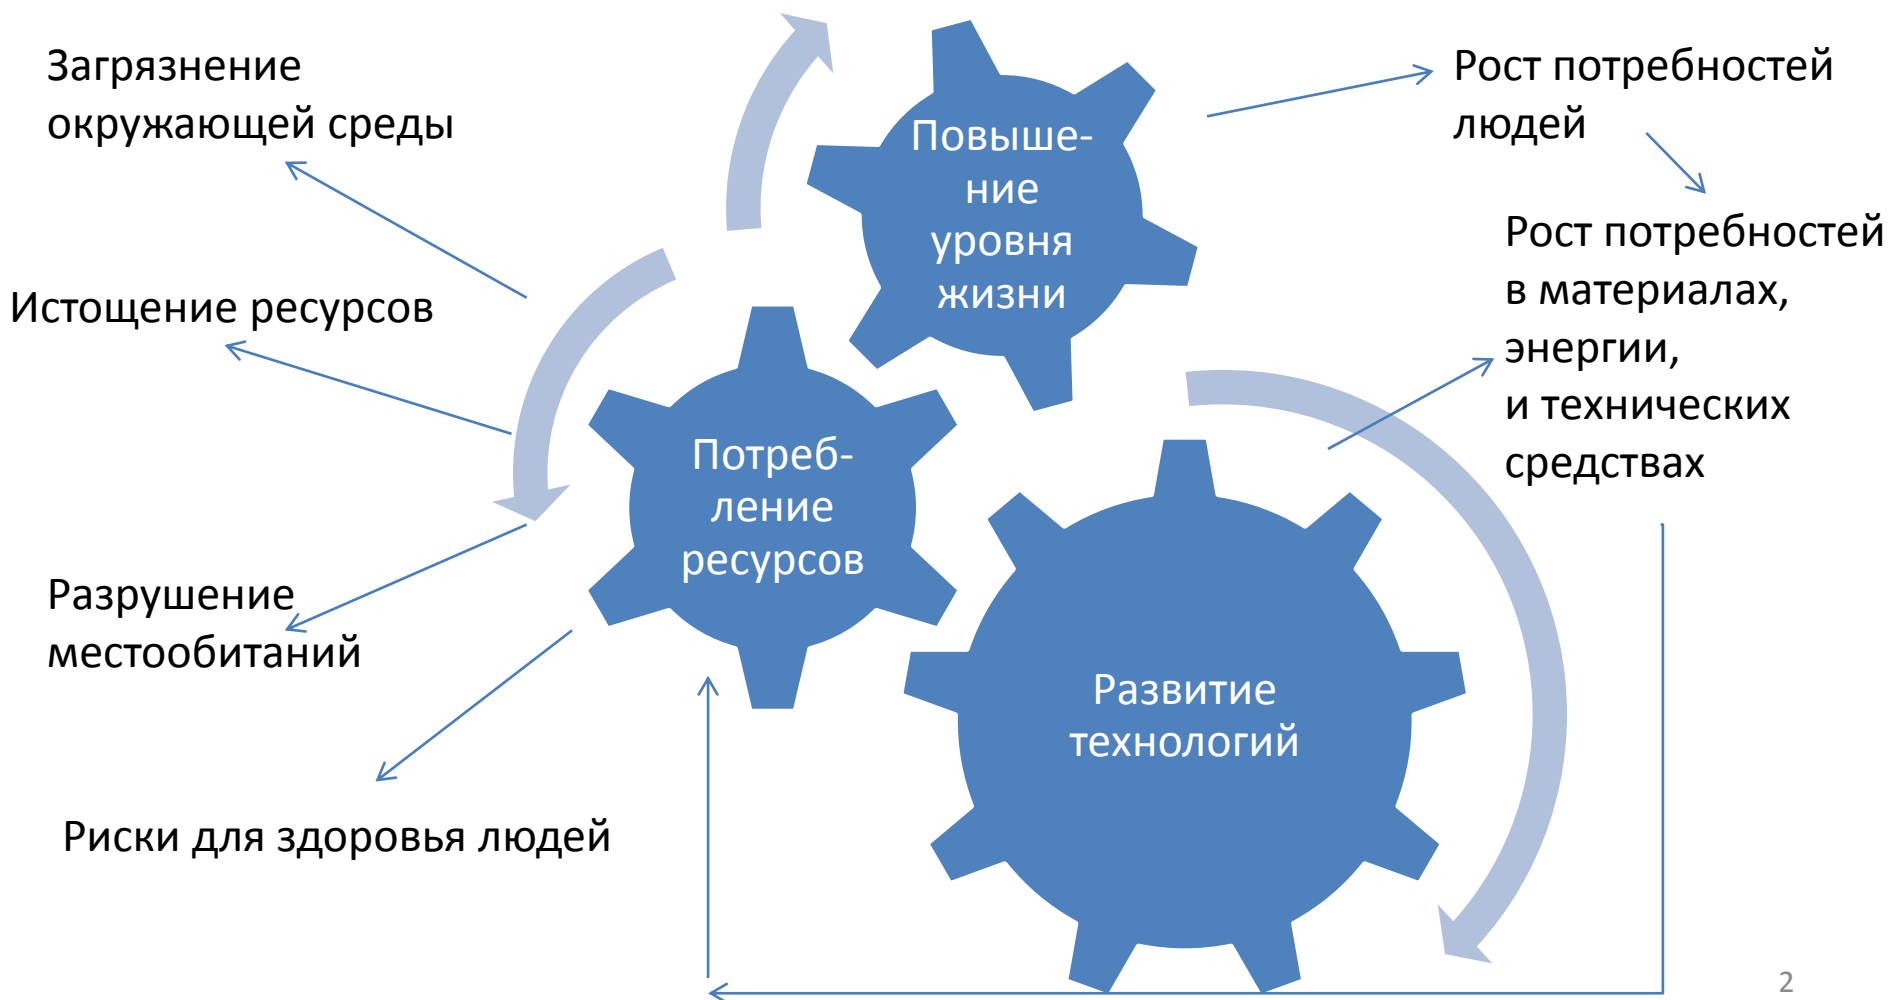 Загрязнение
окружающей среды
Истощение ресурсов
Разрушение
местообитаний
Риски для здоровья людей
Повыше-
ние
уровня
жизни
Потреб-
ление
ресурсов
Развитие
технологий
Рост потребностей
людей
Рост потребностей
в материалах,
энергии,
и технических
средствах
2